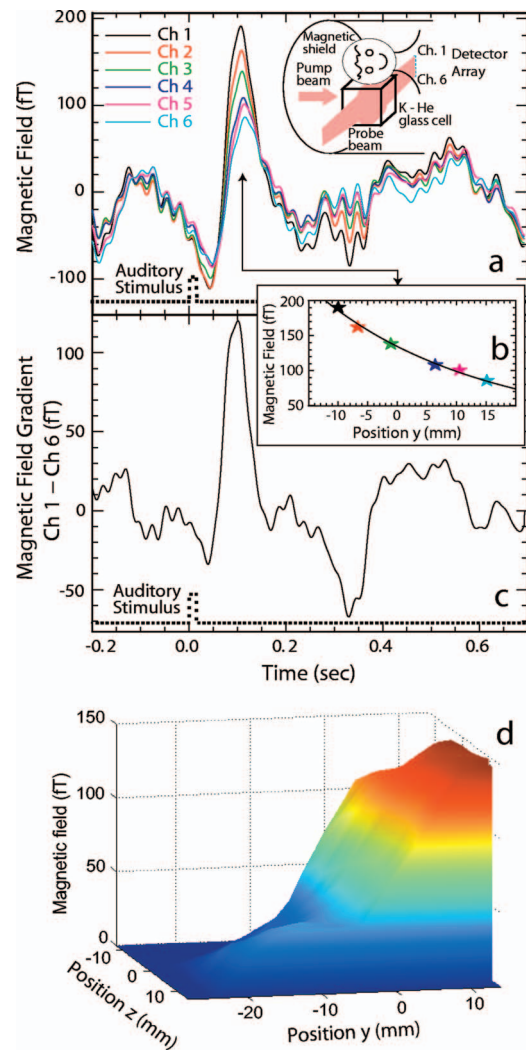 Ch 1
Ch 2
Ch 3
Ch 4
Ch 5
Ch 6
Magnetic
shield
Pump
beam
Probe
beam
K - He
glass cell
Ch. 1
Ch. 6
Detector
Array
200
100
0
-100
Magnetic Field (fT)
Auditory
Stimulus
a
200
150
100
50
Magnetic Field (fT)
b
-10
-5
0
5
10
15
Position y (mm)
100
50
0
-50
Magnetic Field Gradient
Ch 1 – Ch 6 (fT)
Auditory
Stimulus
c
-0.2
0.0
0.2
0.4
0.6
Time (sec)
d
150
100
50
0
Magnetic field (fT)
-10
0
10
Position z (mm)
-20
-10
0
10
Position y (mm)